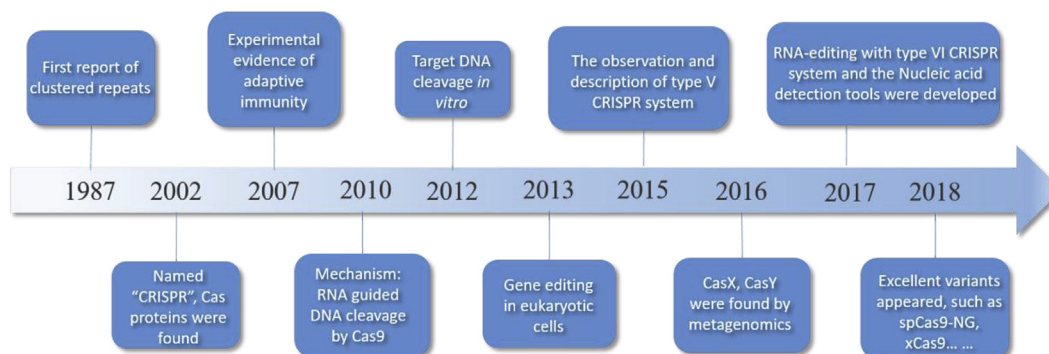 First report of
clustered repeats
Experimental
evidence of
adaptive
immunity
Target DNA
cleavage in
vitro
The observation and
description of type V
CRISPR system
RNA-editing with type VI CRISPR
system and the Nucleic acid
detection tools were developed
1987 2002 2007 2010 2012 2013 2015 2016 2017 2018
Named
“CRISPR”, Cas
proteins were
found
Mechanism:
RNA guided
DNA cleavage
by Cas9
Gene editing
in eukaryotic
cells
CasX, CasY
were found by
metagenomics
Excellent variants
appeared, such as
spCas9-NG,
xCas9... ...